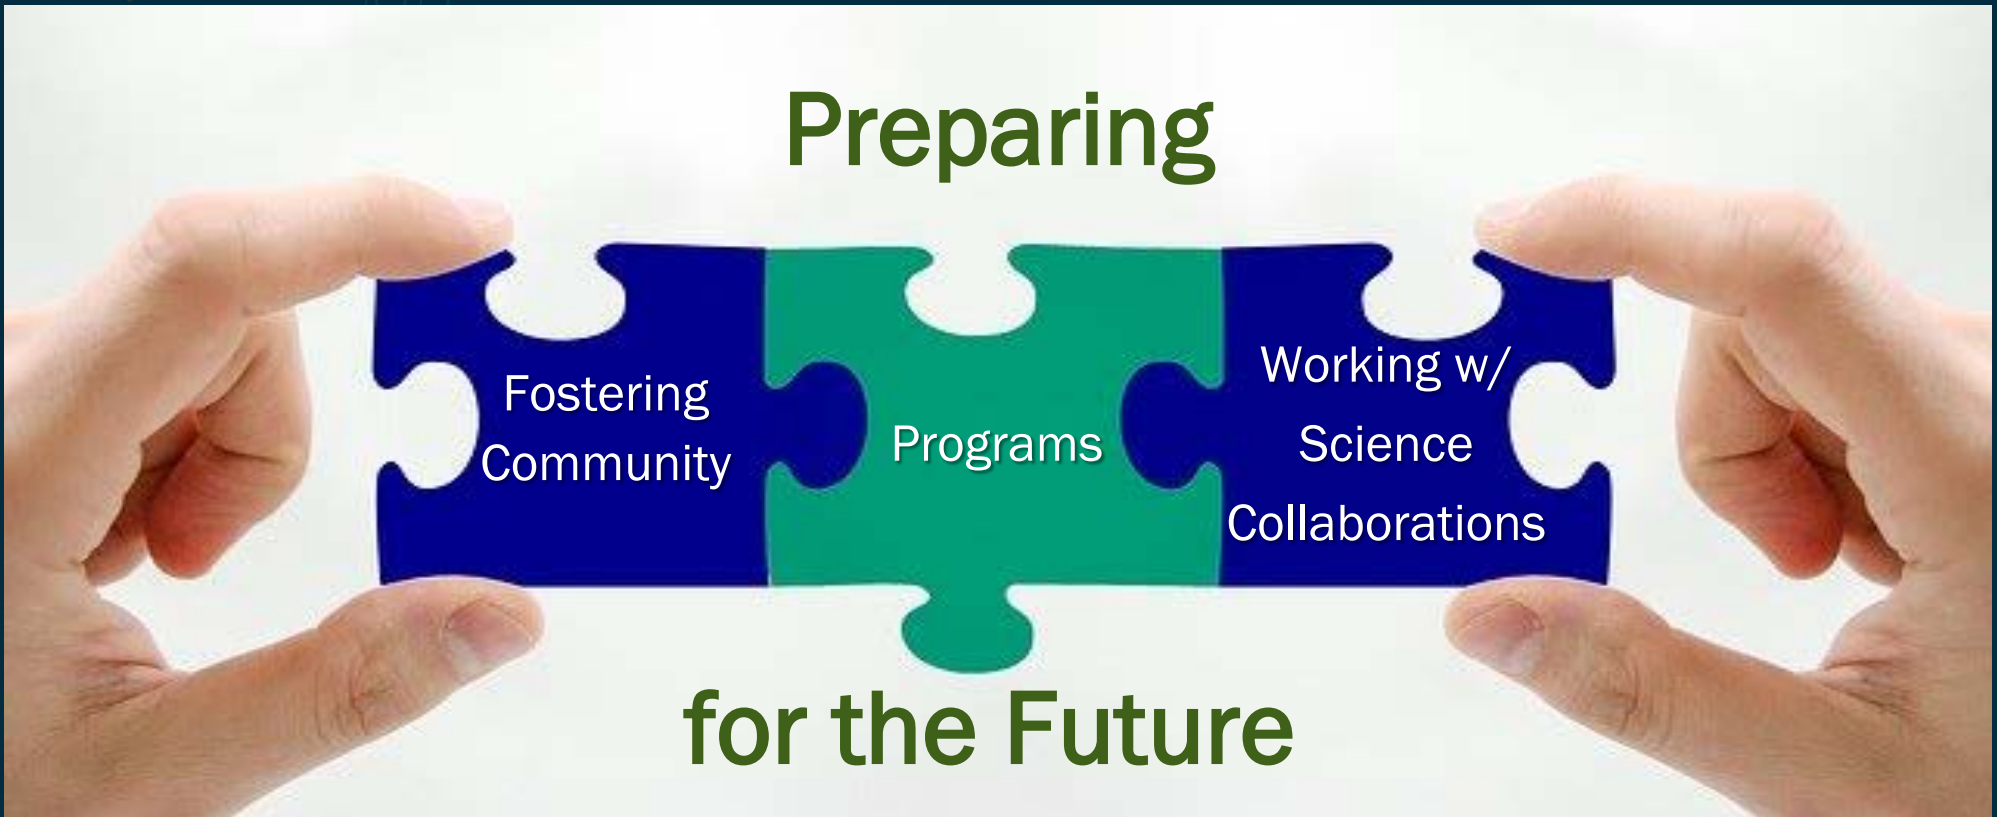 Preparing
Fostering
Community
Programs
Working w/
Science
Collaborations
for the Future